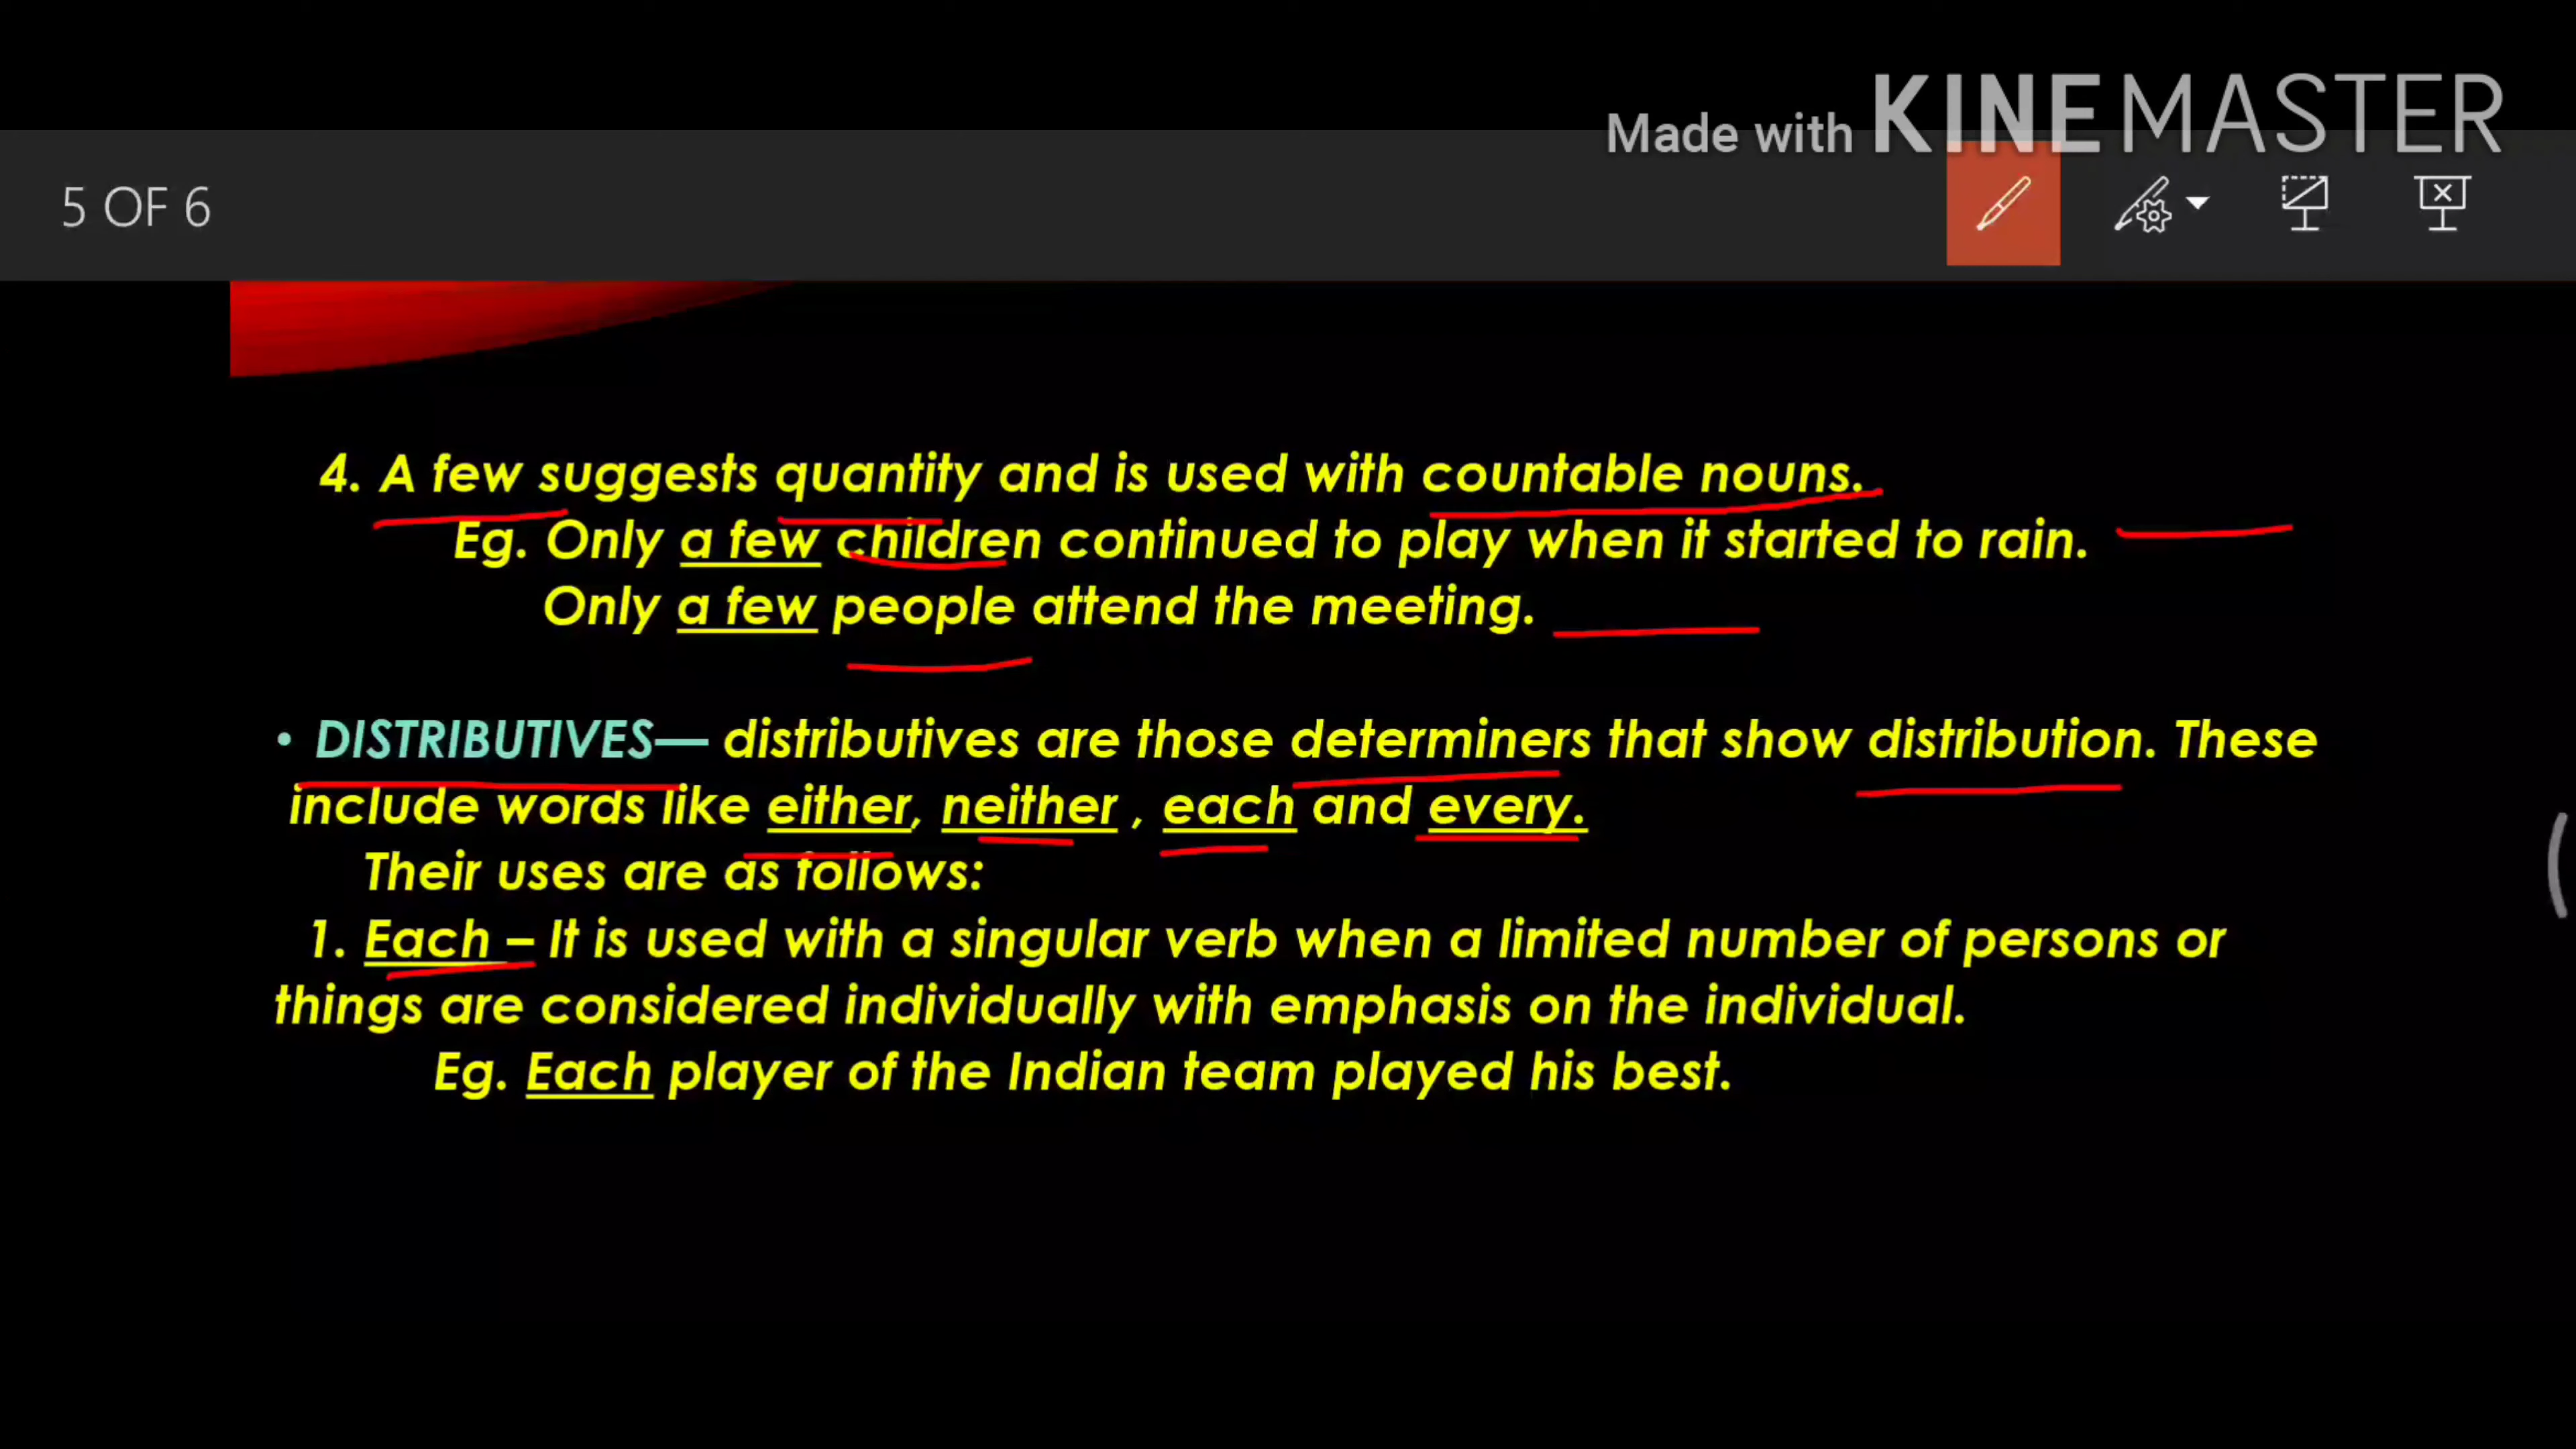 Made with KINEMASTER
5 OF 6
4. A few suggests quantity and is used with countable nouns.
Eg. Only a few children continued to play when it started to rain.
Only a few people attend the meeting.
• DISTRIBUTIVES— distributives are those determiners that show distribution. These
include words like either, neither , each and every.
Their uses are as follows:
1. Each – It is used with a singular verb when a limited number of persons or
things are considered individually with emphasis on the individual.
Eg. Each player of the Indian team played his best.